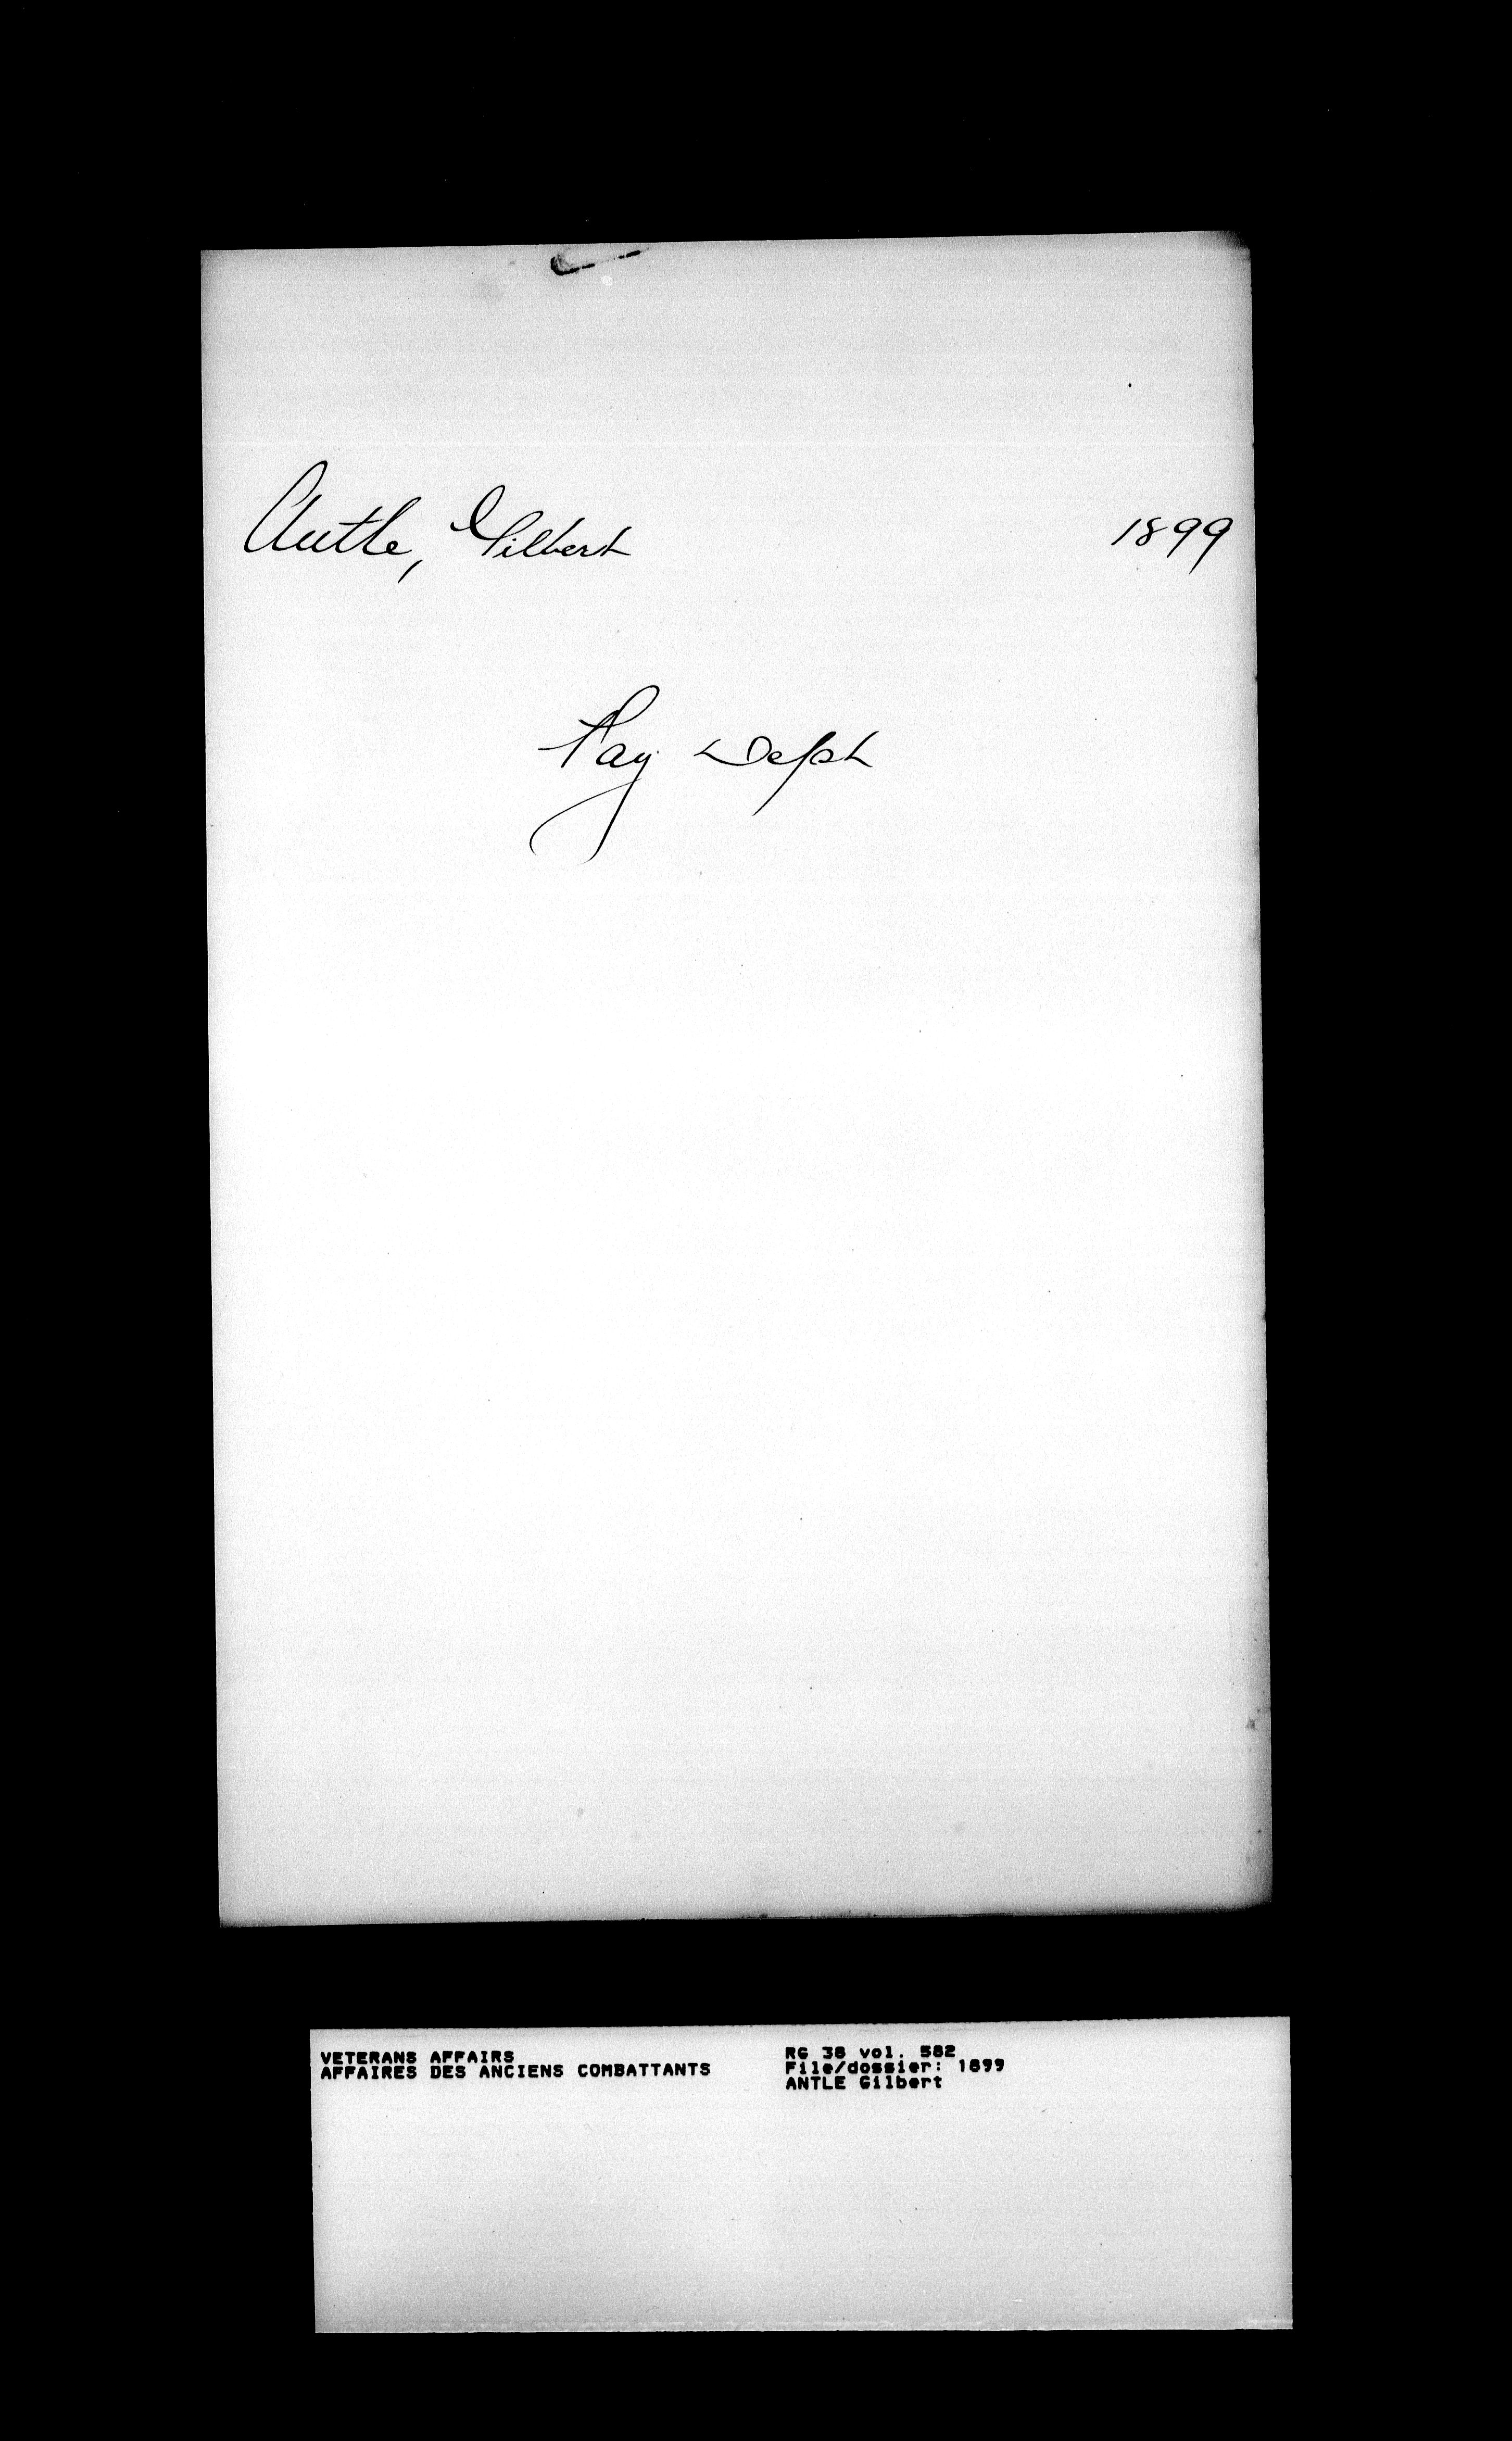 Antle, Gilbert 1899
Pay Dept
VETERANS AFFAIRS
AFFAIRES DES ANCIENS COMBATTANTS
RG 38 vol. 582
File/dossier: 1899
ANTLE Gilbert